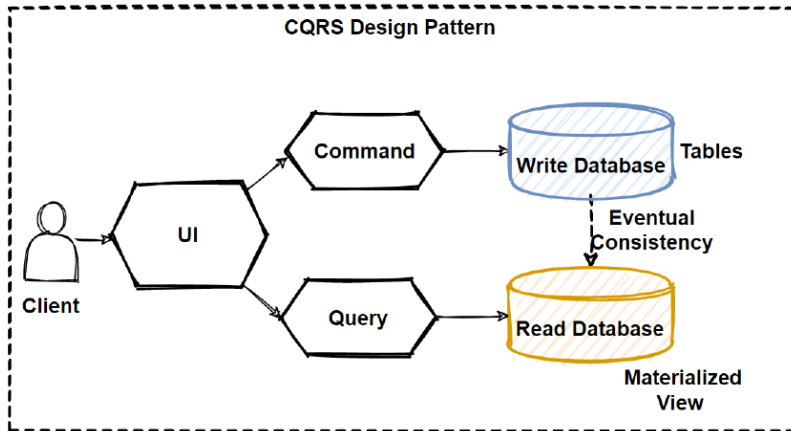 CQRS Design Pattern
Command
Write Database
Tables
UI
Eventual
Consistency
Client
Query
Read Database
Materialized
View